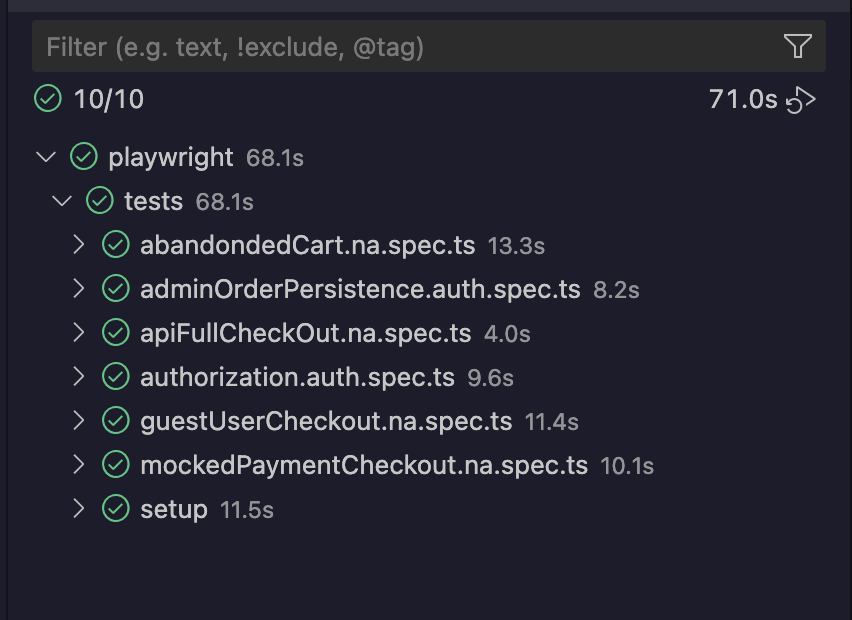 Filter (e.g. text, !exclude, @tag)
10/10 71.0s
playwright 68.1s
tests 68.1s
abandondedCart.na.spec.ts 13.3s
adminOrderPersistence.auth.spec.ts 8.2s
apiFullCheckOut.na.spec.ts 4.0s
authorization.auth.spec.ts 9.6s
guestUserCheckout.na.spec.ts 11.4s
mockedPaymentCheckout.na.spec.ts 10.1s
setup 11.5s